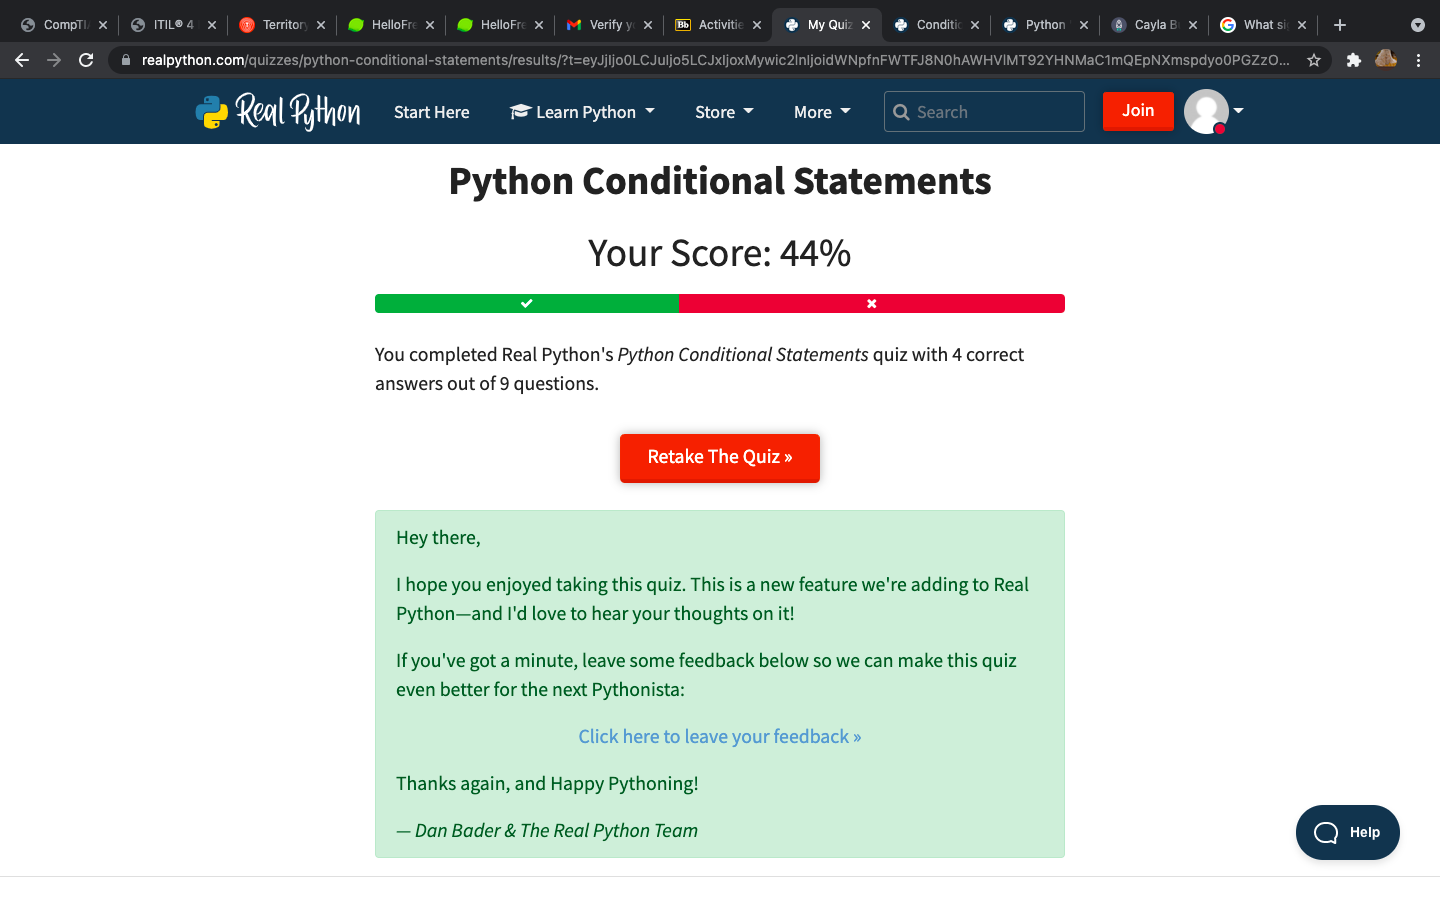 CompTI
ITIL® 4
Territory
HelloFre
HelloFre
Verify yo
Bb Activitie
My Quiz
Conditic
Python
Cayla B
What si
realpython.com/quizzes/python-conditional-statements/results/?t=
Real Python
Start Here
Learn Python
Store
More
Search
Join
Python Conditional Statements
Your Score: 44%
You completed Real Python's Python Conditional Statements quiz with 4 correct
answers out of 9 questions.
Retake The Quiz »
Hey there,
I hope you enjoyed taking this quiz. This is a new feature we're adding to Real
Python—and I'd love to hear your thoughts on it!
If you've got a minute, leave some feedback below so we can make this quiz
even better for the next Pythonista:
Click here to leave your feedback »
Thanks again, and Happy Pythoning!
— Dan Bader & The Real Python Team
Help